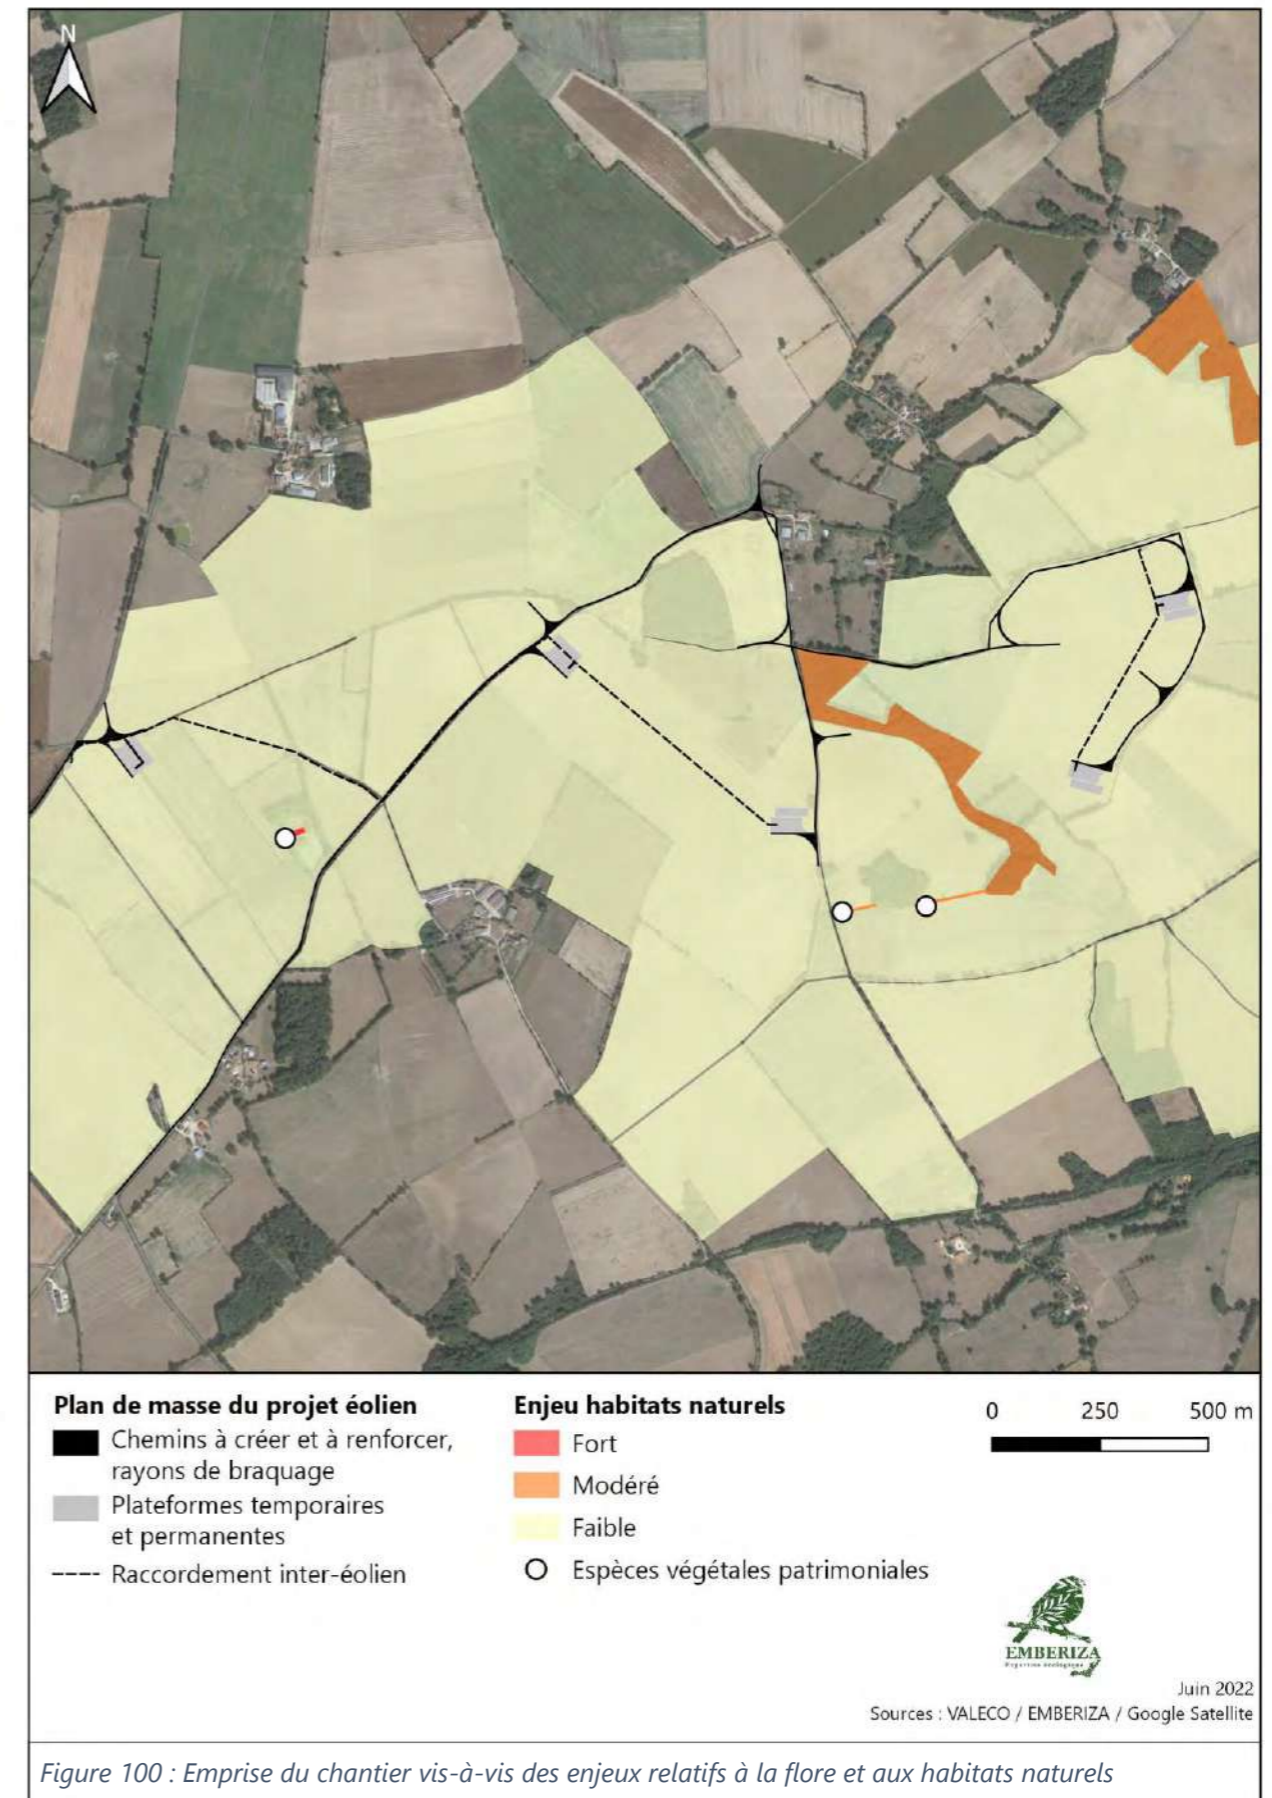 N
Plan de masse du projet éolien
Chemins à créer et à renforcer,
rayons de braquage
Plateformes temporaires
et permanentes
Raccordement inter-éolien
Enjeu habitats naturels
Fort
Modéré
Faible
Espèces végétales patrimoniales
0 250 500 m
EMBERIZA
Juin 2022
Sources : VALECO / EMBERIZA / Google Satellite
Figure 100 : Emprise du chantier vis-à-vis des enjeux relatifs à la flore et aux habitats naturels